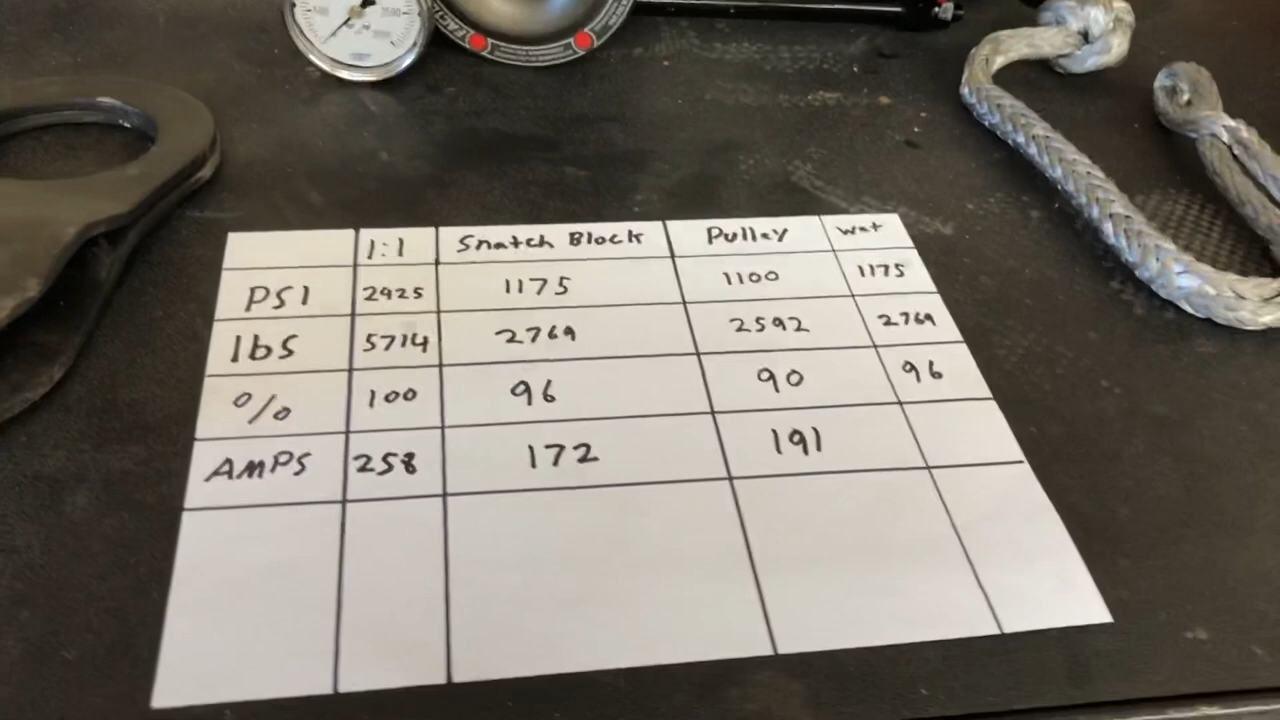 1:1 Snatch Block Pulley wet
PSI 2425 1175 1100 1175
lbs 5714 2769 2592 2769
% 100 96 90 96
AMPS 258 172 191